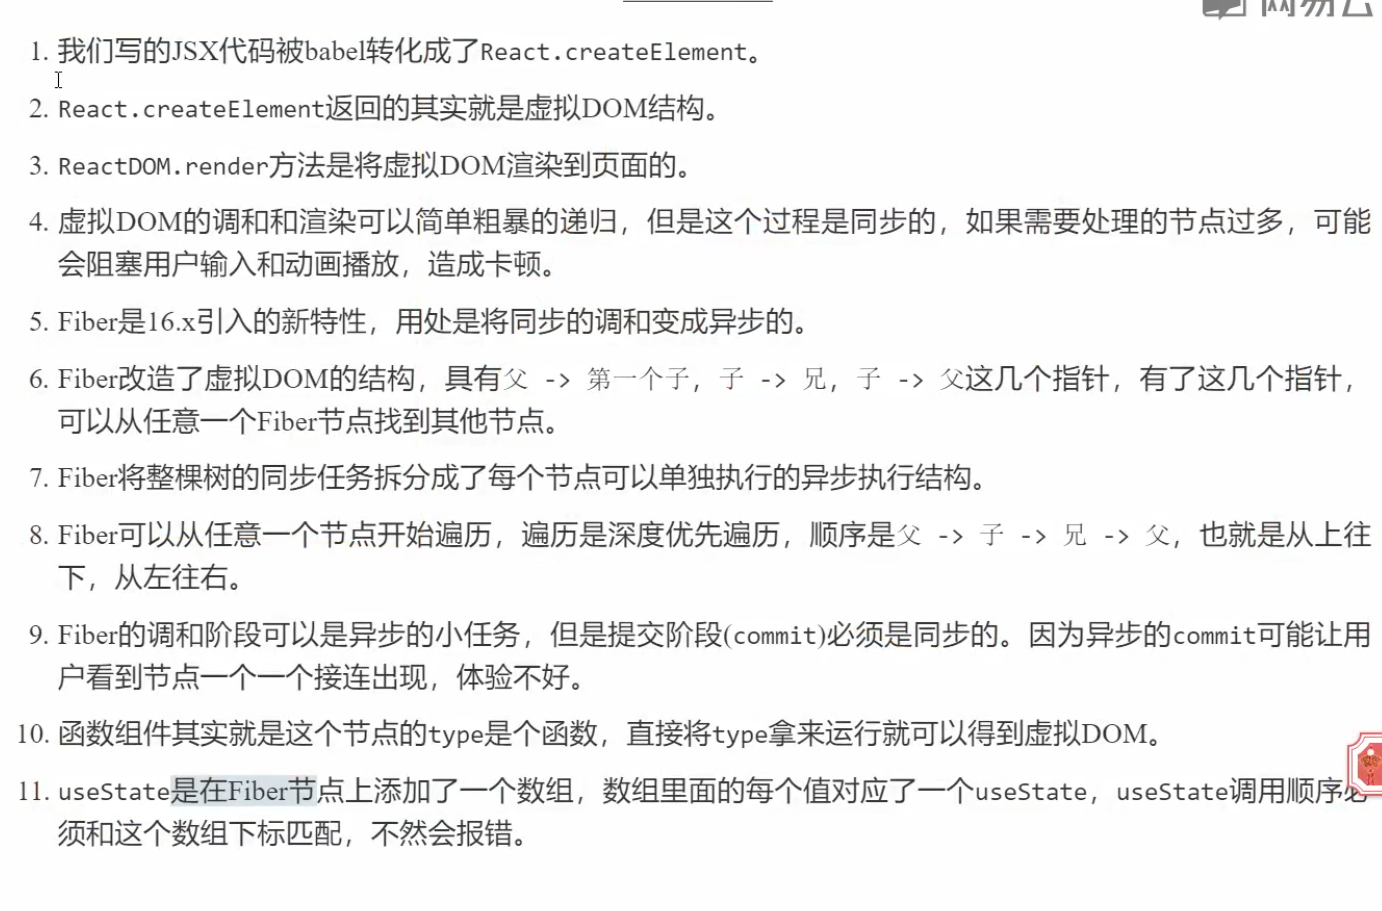 网易云
1. 我们写的JSX代码被babel转化成了React.createElement。
2. React.createElement返回的其实就是虚拟DOM结构。
3. ReactDOM.render方法是将虚拟DOM渲染到页面的。
4. 虚拟DOM的调和和渲染可以简单粗暴的递归，但是这个过程是同步的，如果需要处理的节点过多，可能
会阻塞用户输入和动画播放，造成卡顿。
5. Fiber是16.x引入的新特性，用处是将同步的调和变成异步的。
6. Fiber改造了虚拟DOM的结构，具有父 -> 第一个子，子 -> 兄，子 -> 父这几个指针，有了这几个指针，
可以从任意一个Fiber节点找到其他节点。
7. Fiber将整棵树的同步任务拆分成了每个节点可以单独执行的异步执行结构。
8. Fiber可以从任意一个节点开始遍历，遍历是深度优先遍历，顺序是父 -> 子 -> 兄 -> 父，也就是从上往
下，从左往右。
9. Fiber的调和阶段可以是异步的小任务，但是提交阶段(commit)必须是同步的。因为异步的commit可能让用
户看到节点一个一个接连出现，体验不好。
10. 函数组件其实就是这个节点的type是个函数，直接将type拿来运行就可以得到虚拟DOM。
11. useState是在Fiber节点上添加了一个数组，数组里面的每个值对应了一个useState，useState调用顺序必
须和这个数组下标匹配，不然会报错。